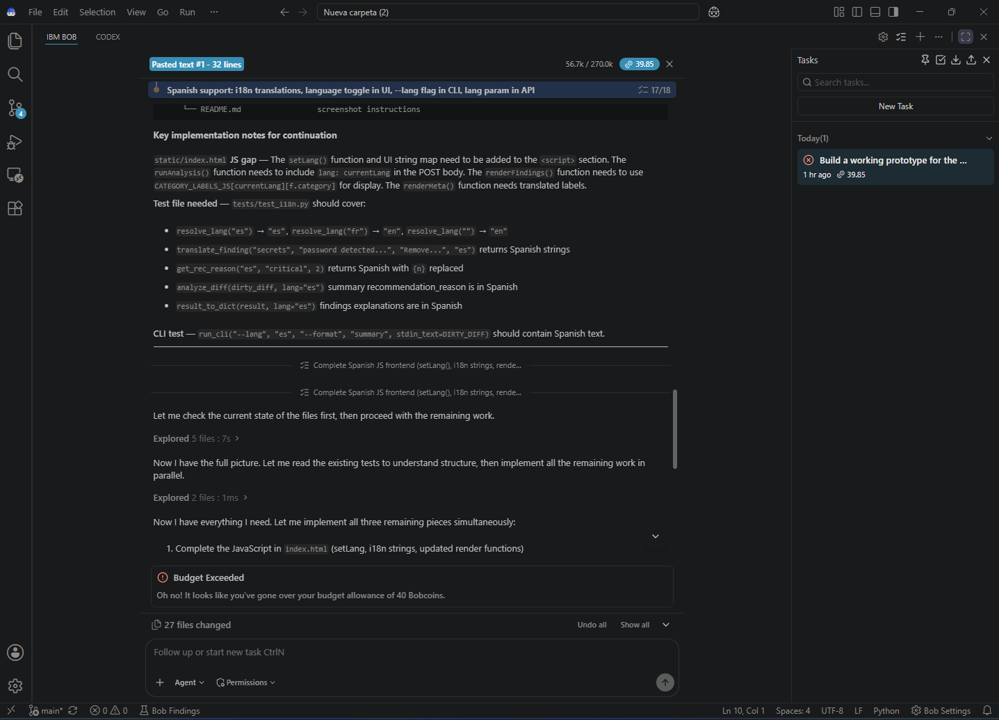 File Edit Selection View Go Run ···
Nueva carpeta (2)
IBM BOB CODEX
Pasted text #1 - 32 lines
56.7k / 270.0k 39.85
Spanish support: i18n translations, language toggle in UI, --lang flag in CLI, lang param in API 17/18
└─ README.md screenshot instructions
Key implementation notes for continuation
static/index.html JS gap — The setLang() function and UI string map need to be added to the <script> section. The
runAnalysis() function needs to include lang: currentLang in the POST body. The renderFindings() function needs to use
CATEGORY_LABELS_JS[currentLang][f.category] for display. The renderMeta() function needs translated labels.
Test file needed — tests/test_i18n.py should cover:
• resolve_lang("es") → "es", resolve_lang("fr") → "en", resolve_lang("") → "en"
• translate_finding("secrets", "password detected...", "Remove...", "es") returns Spanish strings
• get_rec_reason("es", "critical", 2) returns Spanish with {n} replaced
• analyze_diff(dirty_diff, lang="es") summary recommendation_reason is in Spanish
• result_to_dict(result, lang="es") findings explanations are in Spanish
CLI test — run_cli("--lang", "es", "--format", "summary", stdin_text=DIRTY_DIFF) should contain Spanish text.
Complete Spanish JS frontend (setLang(), i18n strings, rende...
Complete Spanish JS frontend (setLang(), i18n strings, rende...
Let me check the current state of the files first, then proceed with the remaining work.
Explored 5 files : 7s >
Now I have the full picture. Let me read the existing tests to understand structure, then implement all the remaining work in
parallel.
Explored 2 files : 1ms >
Now I have everything I need. Let me implement all three remaining pieces simultaneously:
1. Complete the JavaScript in index.html (setLang, i18n strings, updated render functions)
Budget Exceeded
Oh no! It looks like you've gone over your budget allowance of 40 Bobcoins.
27 files changed Undo all Show all
Follow up or start new task CtrlN
Agent Permissions
Tasks
Search tasks...
New Task
Today(1)
Build a working prototype for the ...
1 hr ago 39.85
4
main* 0 0 Bob Findings
Ln 10, Col 1 Spaces: 4 UTF-8 LF Python Bob Settings